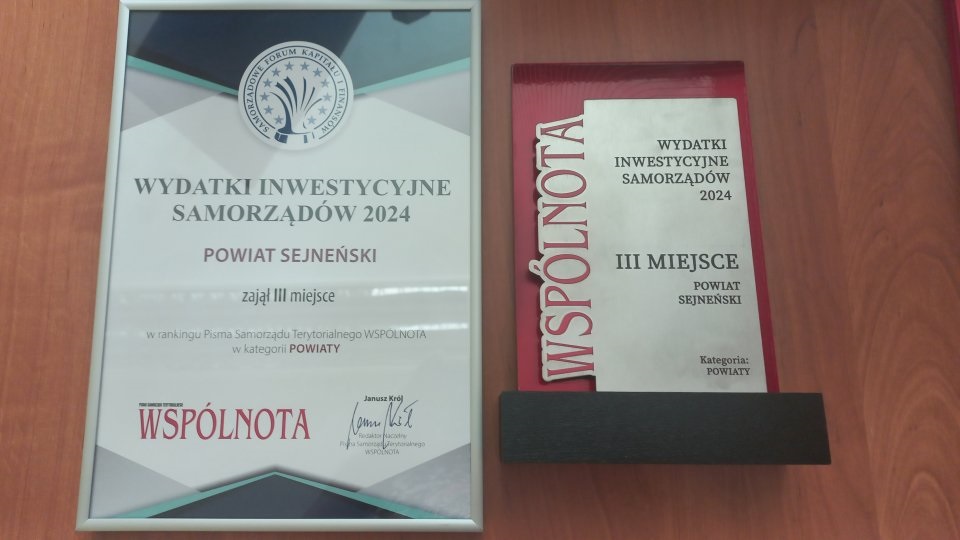 SAMORZĄDOWE FORUM KAPITAŁU I FINANSÓW
WYDATKI INWESTYCYJNE
SAMORZĄDÓW 2024
POWIAT SEJNEŃSKI
zajął III miejsce
w rankingu Pisma Samorządu Terytorialnego WSPÓLNOTA
w kategorii POWIATY
PISMO SAMORZĄDU TERYTORIALNEGO
WSPÓLNOTA
Janusz Król
Redaktor Naczelny
Pisma Samorządu Terytorialnego
WSPÓLNOTA
WSPÓLNOTA
WYDATKI
INWESTYCYJNE
SAMORZĄDÓW
2024
III MIEJSCE
POWIAT
SEJNEŃSKI
Kategoria:
POWIATY